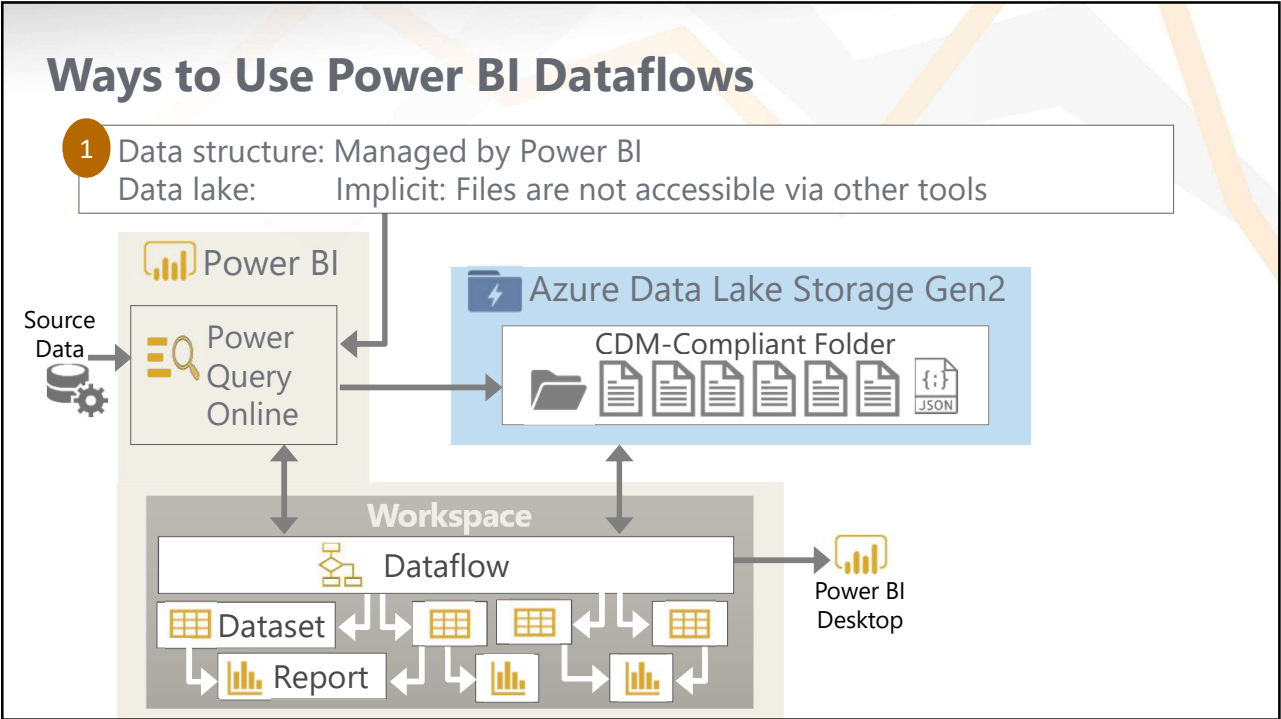 Ways to Use Power BI Dataflows
1
Data structure: Managed by Power BI
Data lake: Implicit: Files are not accessible via other tools
Power BI
Azure Data Lake Storage Gen2
Source
Data
Power
Query
Online
CDM-Compliant Folder
{;}
JSON
Workspace
Dataflow
Power BI
Desktop
Dataset
Report